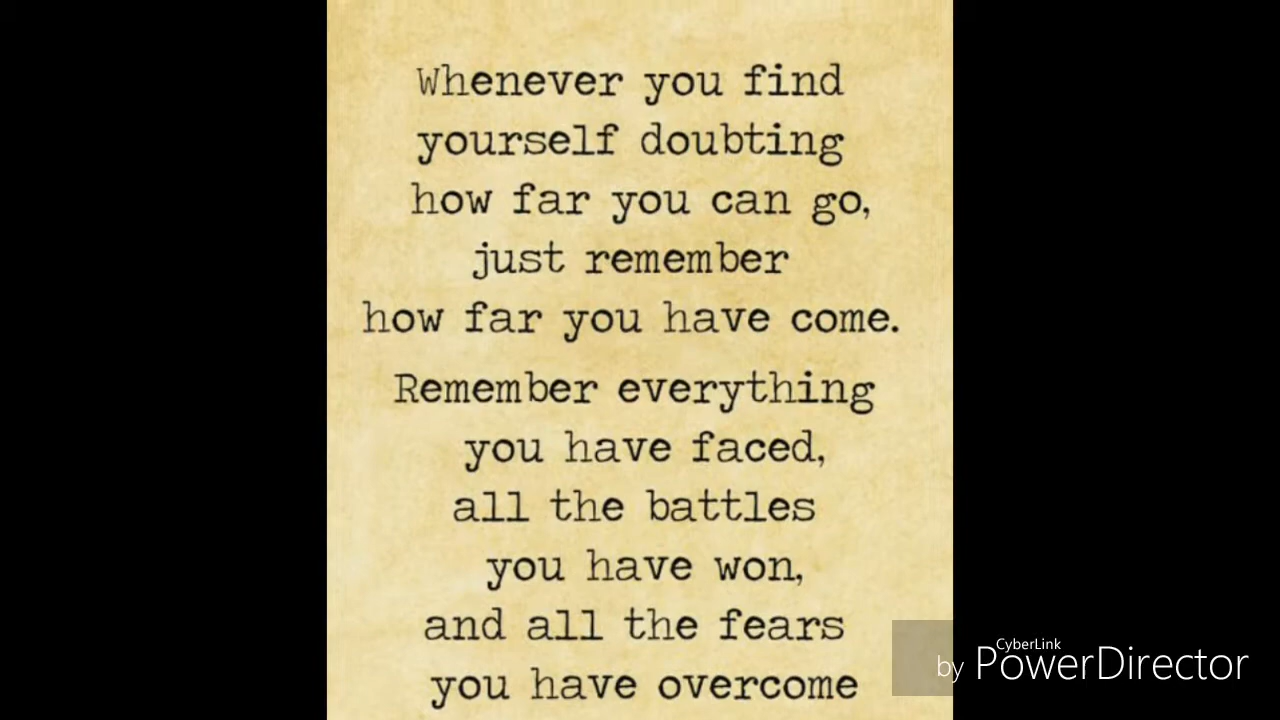 Whenever you find
yourself doubting
how far you can go,
just remember
how far you have come.
Remember everything
you have faced,
all the battles
you have won,
and all the fears
you have overcome
CyberLink
by PowerDirector